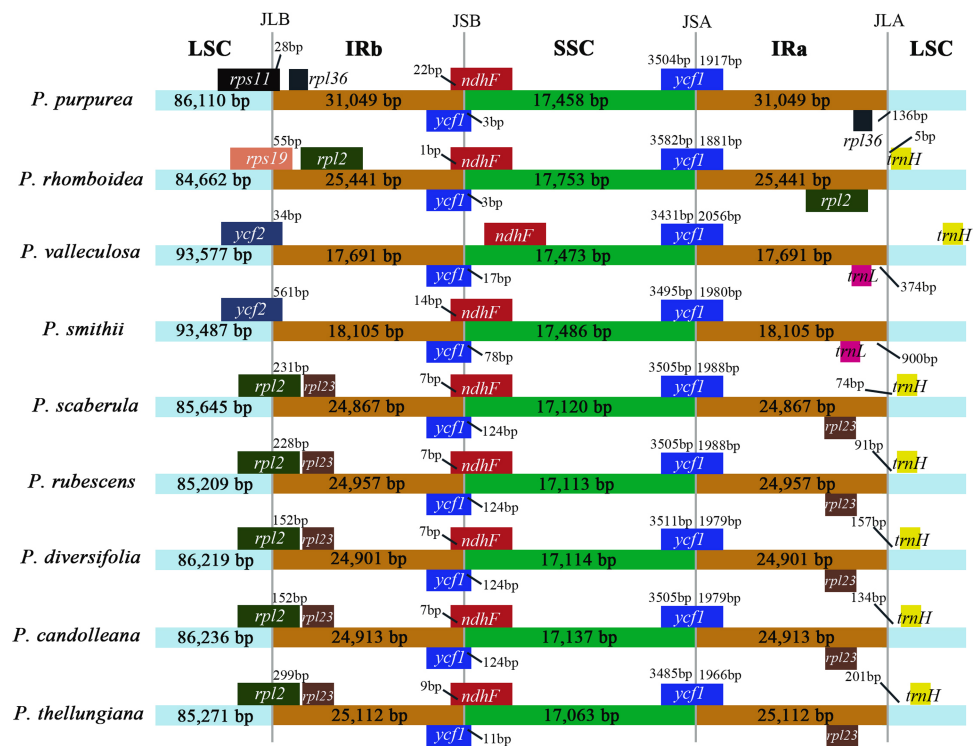 JLB JSB JSA JLA
LSC IRb SSC IRa LSC
28bp 3504bp 1917bp
rps11 rpl36 22bp ndhF ycf1
P. purpurea 86,110 bp 31,049 bp 17,458 bp 31,049 bp
ycf1 3bp rpl36 136bp
55bp 3582bp 1881bp 5bp
rps19 rpl2 1bp ndhF ycf1 trnH
P. rhomboidea 84,662 bp 25,441 bp 17,753 bp 25,441 bp
ycf1 3bp rpl2
34bp 3431bp 2056bp
ycf2 ndhF ycf1 trnH
P. valleculosa 93,577 bp 17,691 bp 17,473 bp 17,691 bp
ycf1 17bp trnL 374bp
561bp 3495bp 1980bp
ycf2 14bp ndhF ycf1
P. smithii 93,487 bp 18,105 bp 17,486 bp 18,105 bp
ycf1 78bp trnL 900bp
231bp 3505bp 1988bp
rpl2 rpl23 7bp ndhF ycf1 74bp trnH
P. scaberula 85,645 bp 24,867 bp 17,120 bp 24,867 bp
ycf1 124bp rpl23
228bp 3505bp 1988bp 91bp
rpl2 rpl23 7bp ndhF ycf1 trnH
P. rubescens 85,209 bp 24,957 bp 17,113 bp 24,957 bp
ycf1 124bp rpl23
152bp 3511bp 1979bp 157bp
rpl2 rpl23 7bp ndhF ycf1 trnH
P. diversifolia 86,219 bp 24,901 bp 17,114 bp 24,901 bp
ycf1 124bp rpl23
152bp 3505bp 1979bp 134bp
rpl2 rpl23 7bp ndhF ycf1 trnH
P. candolleana 86,236 bp 24,913 bp 17,137 bp 24,913 bp
ycf1 124bp rpl23
299bp 3485bp 1966bp 201bp
rpl2 rpl23 9bp ndhF ycf1 trnH
P. thellungiana 85,271 bp 25,112 bp 17,063 bp 25,112 bp
ycf1 11bp rpl23